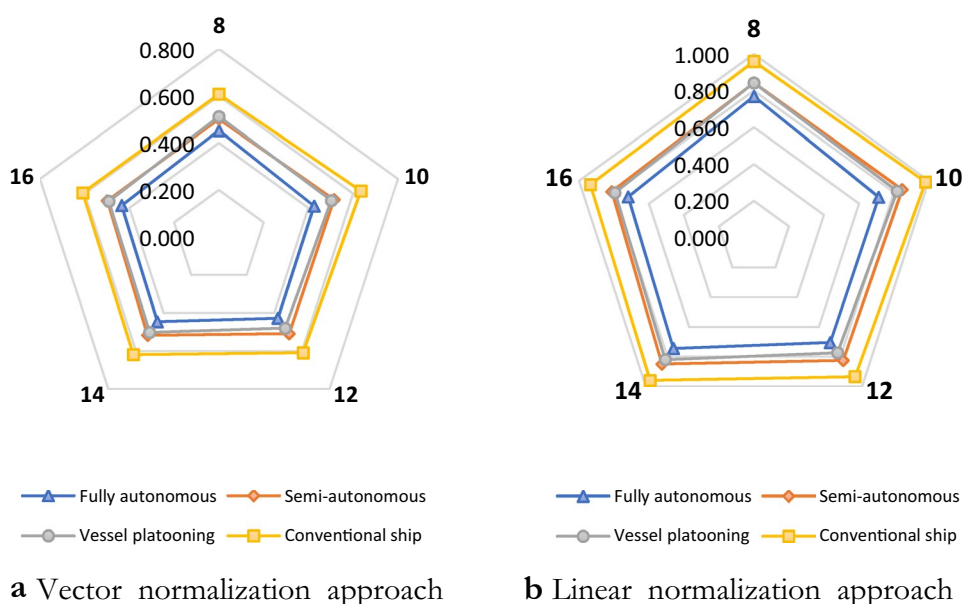 8
0.800
0.600
0.400
0.200
0.000
10
12
14
16
Fully autonomous
Semi-autonomous
Vessel platooning
Conventional ship
a Vector normalization approach
8
1.000
0.800
0.600
0.400
0.200
0.000
10
12
14
16
Fully autonomous
Semi-autonomous
Vessel platooning
Conventional ship
b Linear normalization approach